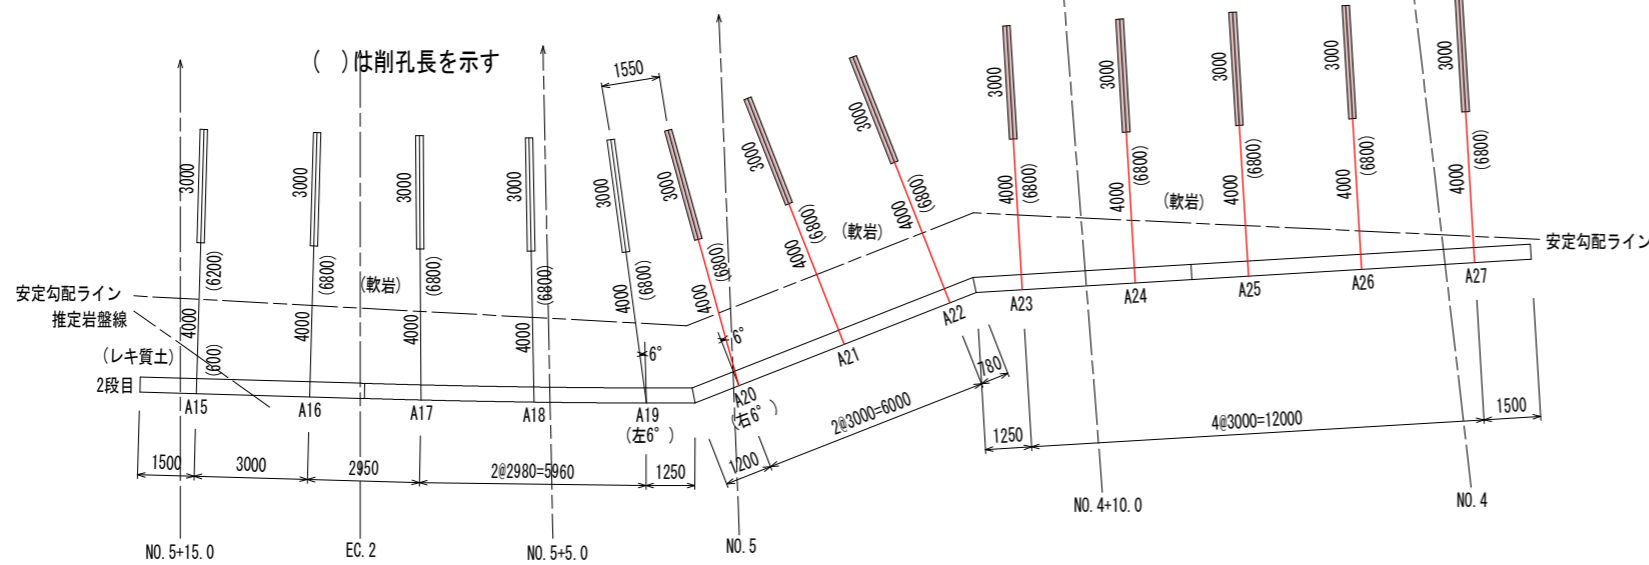 ( )は削孔長を示す
1550
3000
3000
3000
3000
3000
3000
3000
3000
3000
3000
3000
3000
3000
(6200)
(6800)
(6800)
(6800)
(6800)
(6800)
(6800)
(6800)
(6800)
(6800)
(6800)
(6800)
(6800)
4000
4000
4000
4000
4000
4000
4000
4000
4000
4000
4000
4000
4000
(600)
(軟岩)
(軟岩)
(軟岩)
安定勾配ライン
安定勾配ライン
推定岩盤線
(レキ質土)
2段目
6°
6°
A15
A16
A17
A18
A19
(左6°)
A20
(右6°)
A21
A22
A23
A24
A25
A26
A27
1500
3000
2950
2@2980=5960
1250
1200
2@3000=6000
780
1250
4@3000=12000
1500
NO.5+15.0
EC.2
NO.5+5.0
NO.5
NO.4+10.0
NO.4